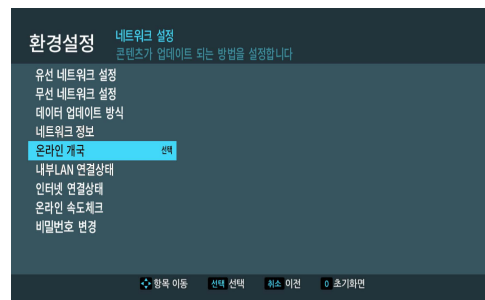 환경설정
네트워크 설정
콘텐츠가 업데이트 되는 방법을 설정합니다
유선 네트워크 설정
무선 네트워크 설정
데이터 업데이트 방식
네트워크 정보
온라인 개국 선택
내부LAN 연결상태
인터넷 연결상태
온라인 속도체크
비밀번호 변경
항목 이동 선택 선택 취소 이전 0 초기화면